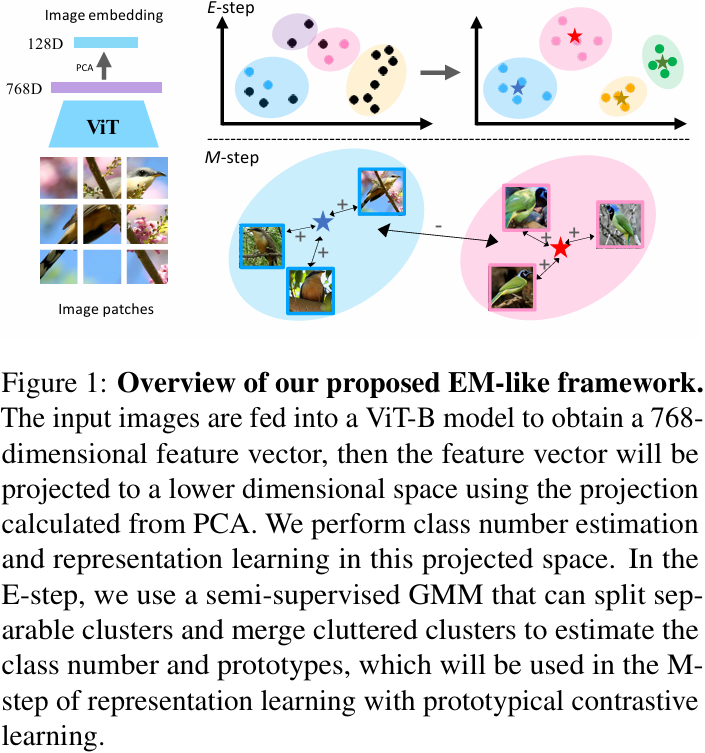 Image embedding
128D
PCA
768D
ViT
Image patches
E-step
M-step
+
+
+
-
+
+
+
Figure 1: Overview of our proposed EM-like framework.
The input images are fed into a ViT-B model to obtain a 768-
dimensional feature vector, then the feature vector will be
projected to a lower dimensional space using the projection
calculated from PCA. We perform class number estimation
and representation learning in this projected space. In the
E-step, we use a semi-supervised GMM that can split sep-
arable clusters and merge cluttered clusters to estimate the
class number and prototypes, which will be used in the M-
step of representation learning with prototypical contrastive
learning.